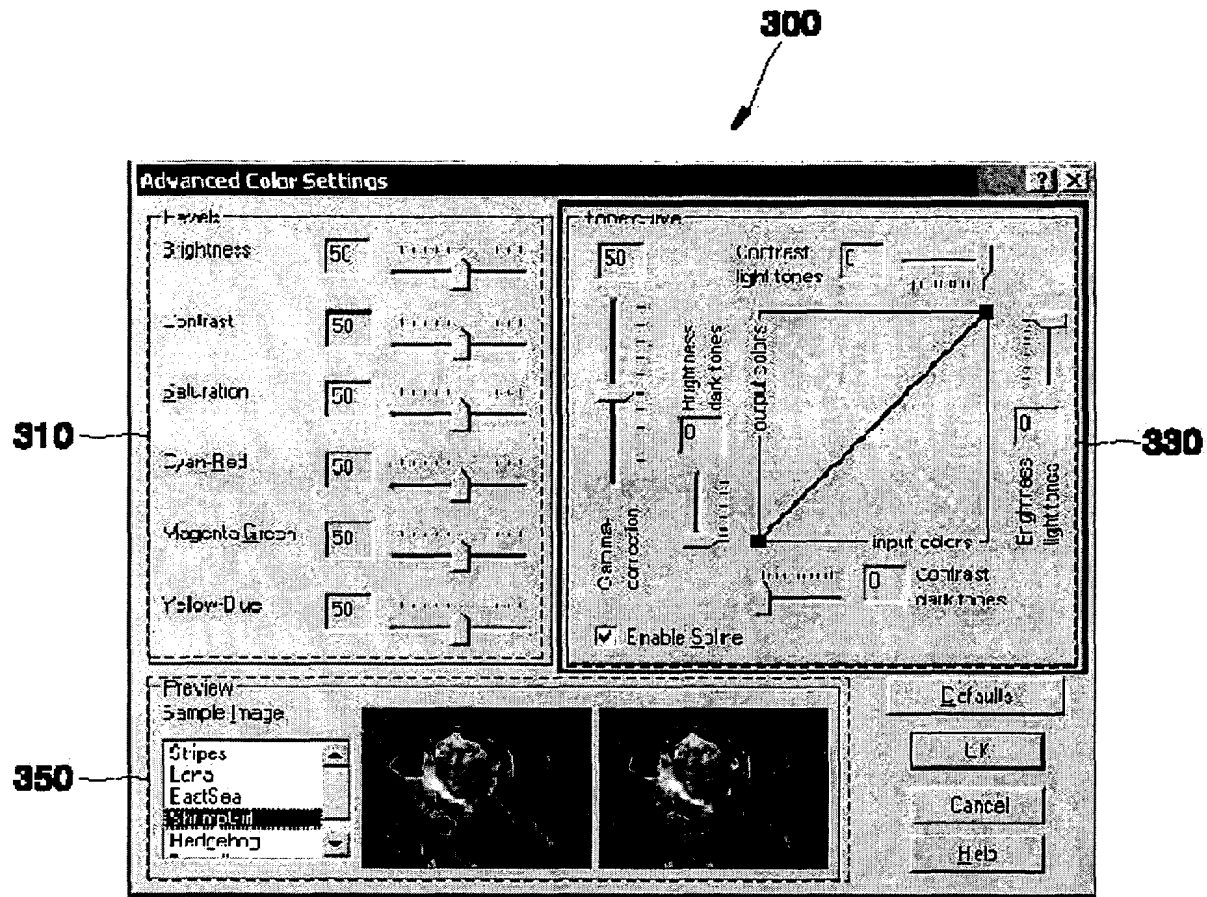 300
Advanced Color Settings
Levels
Brightness 50
Contrast 50
Saturation 50
Cyan-Red 50
Magenta-Green 50
Yellow-Blue 50
310
Tonecurve
50
Gamma-
correction
Brightness
dark tones
0
Contrast
light tones
0
output colors
input colors
0
Brightness
light tones
0
Contrast
dark tones
Enable Spline
330
Preview
Sample Image
Stripes
Lena
EastSea
Hedgehog
350
Defaults
OK
Cancel
Help